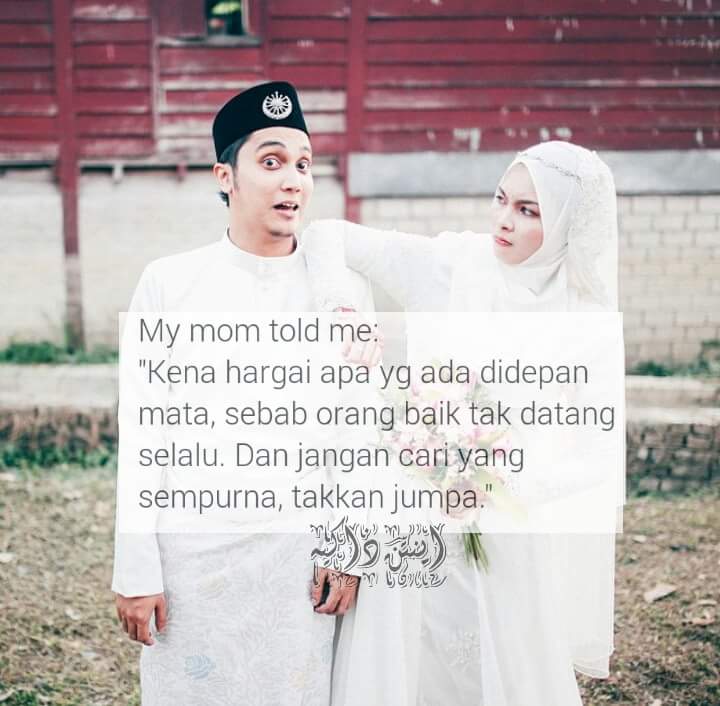 My mom told me:
"Kena hargai apa yg ada didepan
mata, sebab orang baik tak datang
selalu. Dan jangan cari yang
sempurna, takkan jumpa."